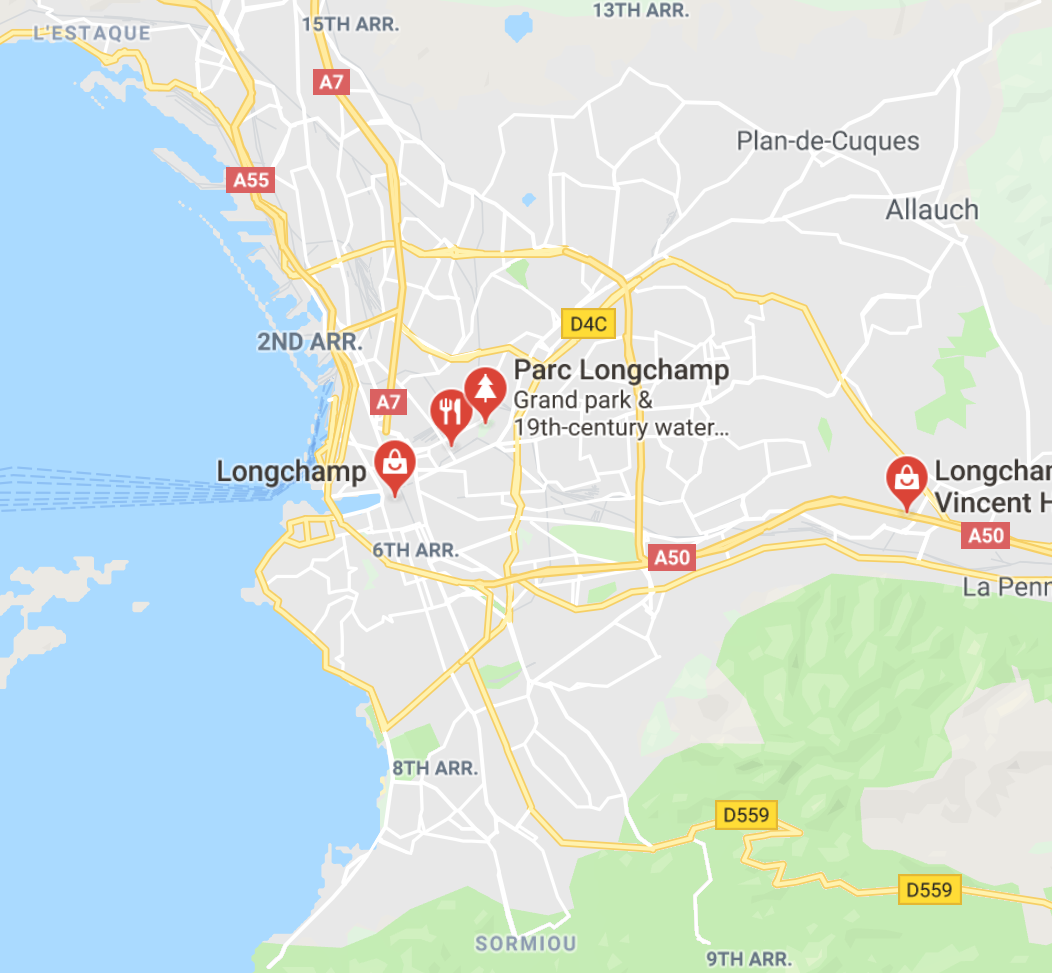 13TH ARR.
15TH ARR.
L'ESTAQUE
A7
Plan-de-Cuques
A55
Allauch
D4C
2ND ARR.
Parc Longchamp
Grand park &
19th-century water...
A7
Longchamp
Longchar
Vincent H
A50
6TH ARR.
A50
La Penn
8TH ARR.
D559
D559
SORMIOU
9TH ARR.